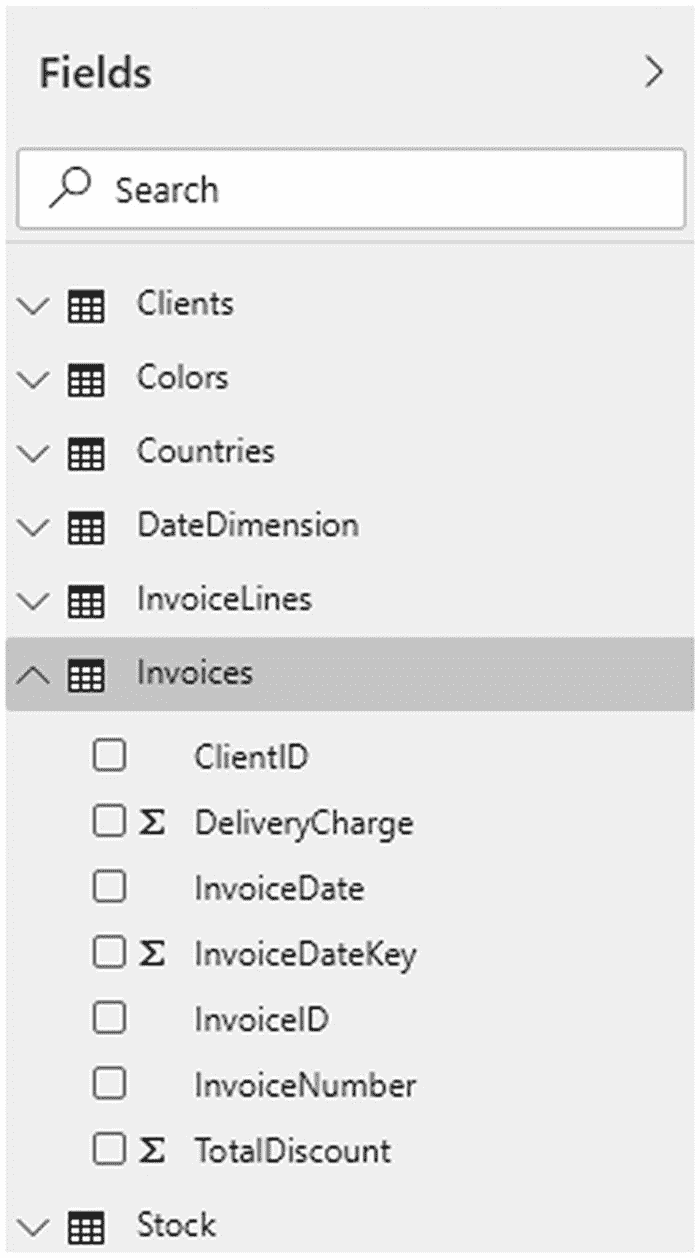 Fields
Search
Clients
Colors
Countries
DateDimension
InvoiceLines
Invoices
ClientID
Σ DeliveryCharge
InvoiceDate
Σ InvoiceDateKey
InvoiceID
InvoiceNumber
Σ TotalDiscount
Stock